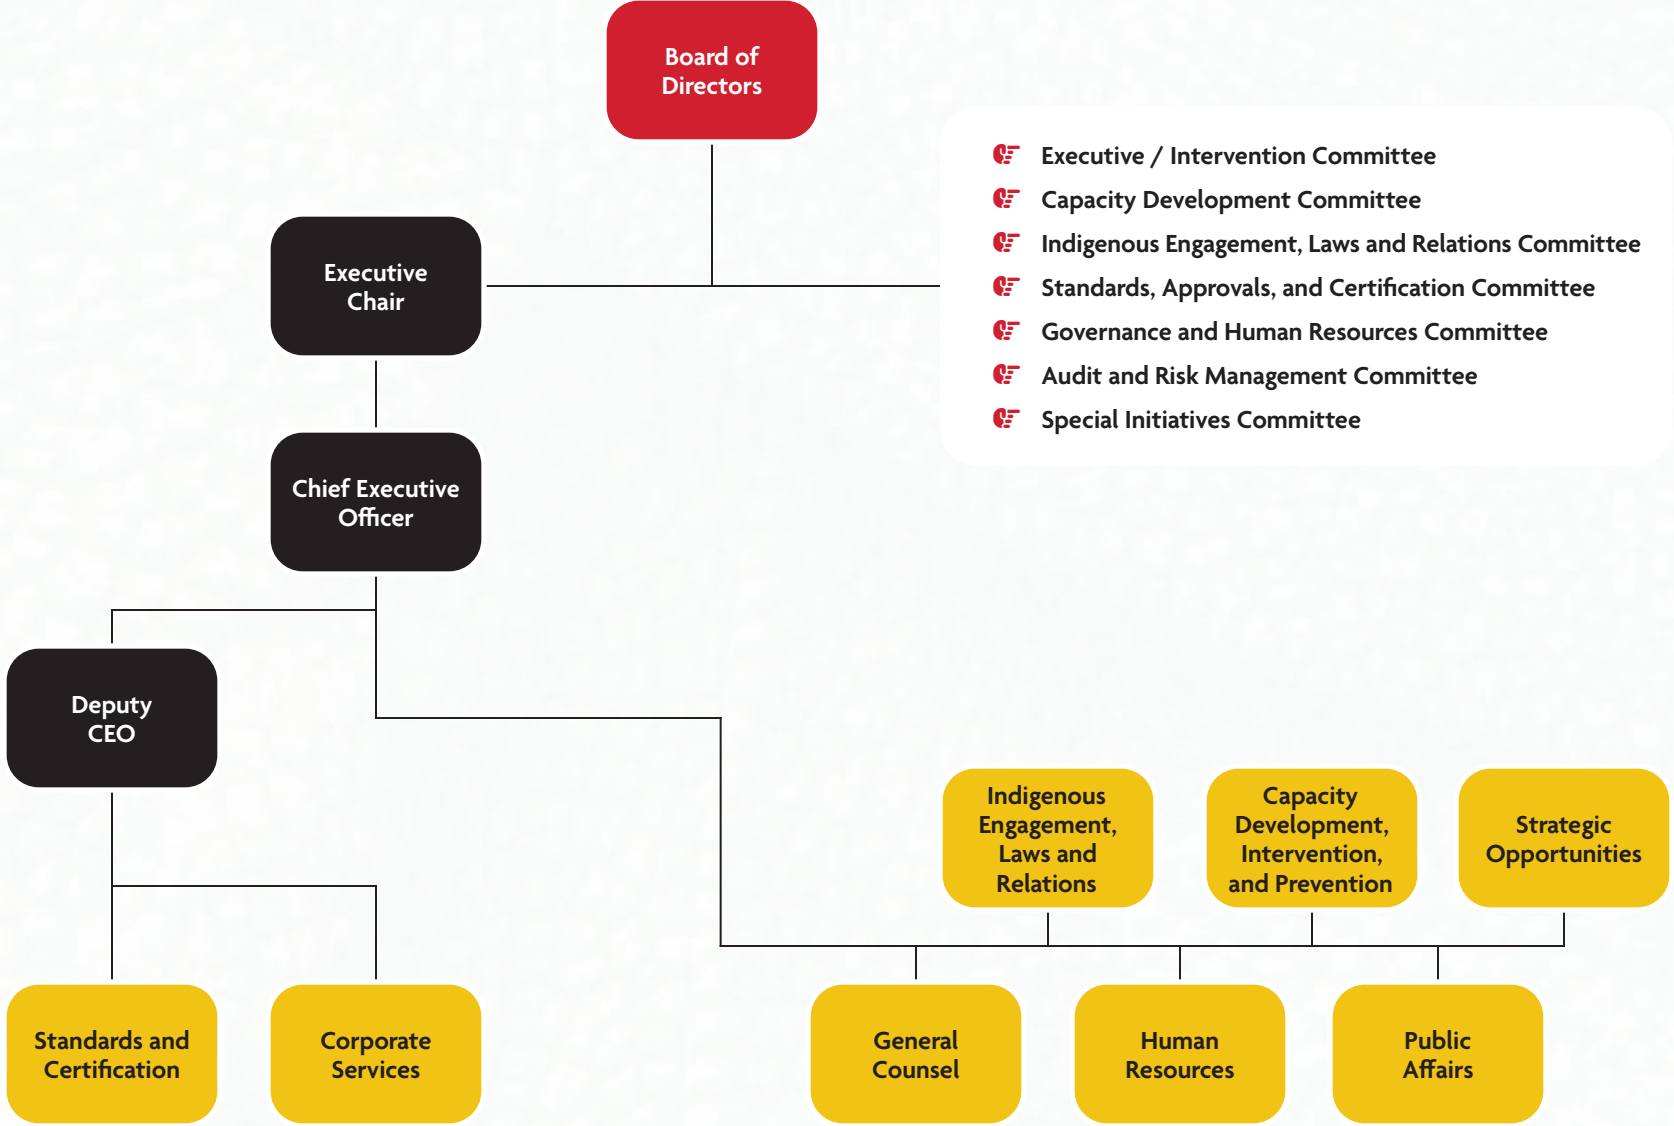 Board of
Directors
Executive / Intervention Committee
Capacity Development Committee
Indigenous Engagement, Laws and Relations Committee
Standards, Approvals, and Certification Committee
Governance and Human Resources Committee
Audit and Risk Management Committee
Special Initiatives Committee
Executive
Chair
Chief Executive
Officer
Deputy
CEO
Indigenous
Engagement,
Laws and
Relations
Capacity
Development,
Intervention,
and Prevention
Strategic
Opportunities
Standards and
Certification
Corporate
Services
General
Counsel
Human
Resources
Public
Affairs